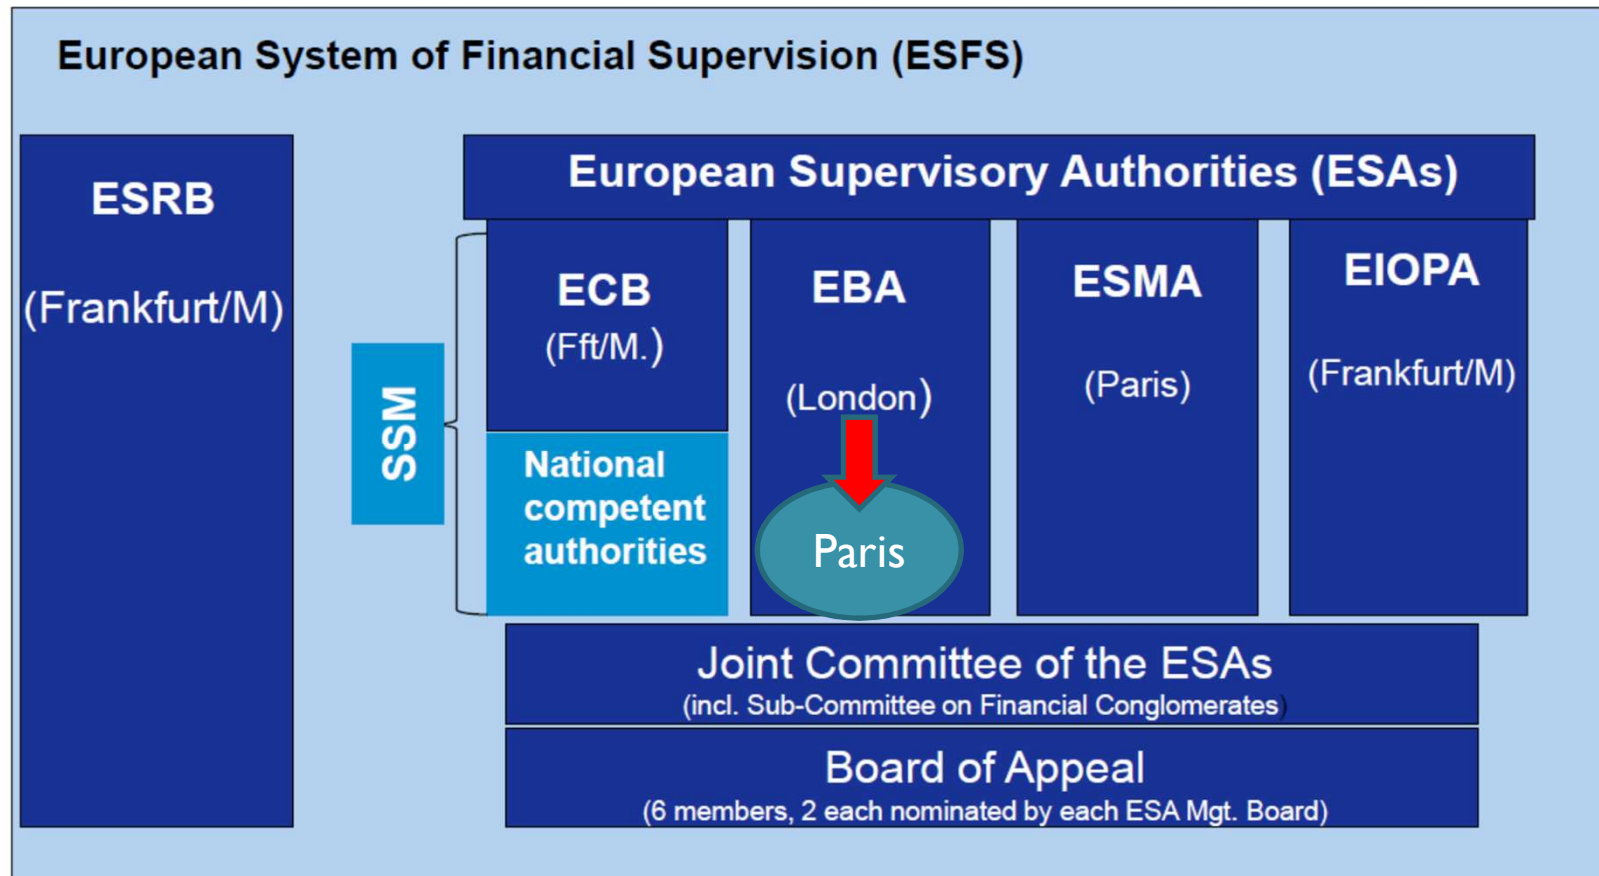 European System of Financial Supervision (ESFS)
ESRB
(Frankfurt/M)
European Supervisory Authorities (ESAs)
SSM
ECB
(Fft/M.)
National
competent
authorities
EBA
(London)
Paris
ESMA
(Paris)
EIOPA
(Frankfurt/M)
Joint Committee of the ESAs
(incl. Sub-Committee on Financial Conglomerates)
Board of Appeal
(6 members, 2 each nominated by each ESA Mgt. Board)